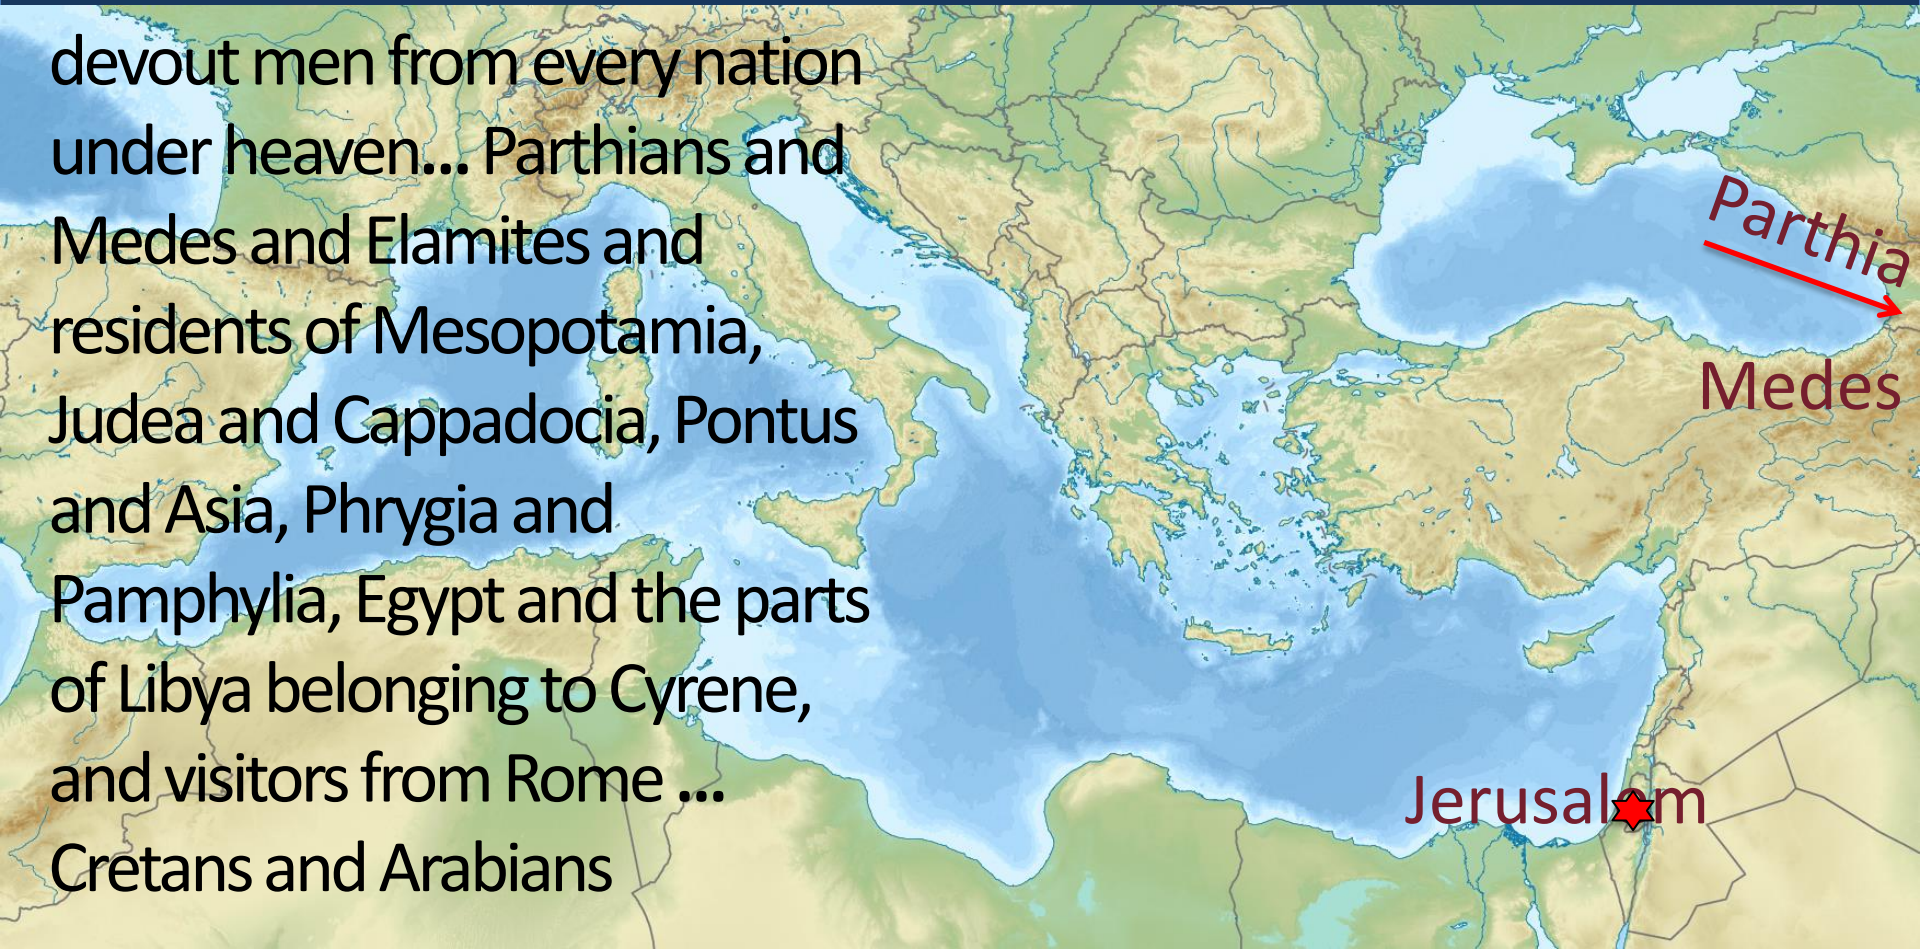 devout men from every nation
under heaven... Parthians and
Medes and Elamites and
residents of Mesopotamia,
Judea and Cappadocia, Pontus
and Asia, Phrygia and
Pamphylia, Egypt and the parts
of Libya belonging to Cyrene,
and visitors from Rome ...
Cretans and Arabians
Parthia
Medes
Jerusalem